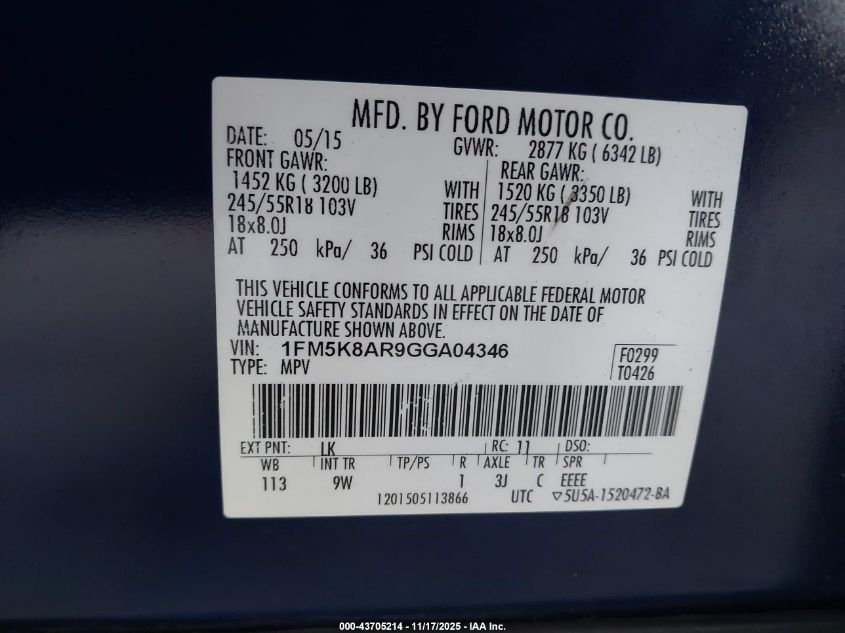 MFD. BY FORD MOTOR CO.
DATE: 05/15 GVWR: 2877 KG ( 6342 LB)
FRONT GAWR: REAR GAWR:
1452 KG ( 3200 LB) WITH 1520 KG ( 3350 LB) WITH
245/55R18 103V TIRES 245/55R18 103V TIRES
18x8.0J RIMS 18x8.0J RIMS
AT 250 kPa/ 36 PSI COLD AT 250 kPa/ 36 PSI COLD
THIS VEHICLE CONFORMS TO ALL APPLICABLE FEDERAL MOTOR
VEHICLE SAFETY STANDARDS IN EFFECT ON THE DATE OF
MANUFACTURE SHOWN ABOVE.
VIN: 1FM5K8AR9GGA04346 F0299
TYPE: MPV T0426
EXT PNT: LK RC: 11 DSO:
WB INT TR TP/PS R AXLE TR SPR
113 9W 1 3J C EEEE
1201505113866 UTC ▽5U5A-1520472-BA
000-43705214 - 11/17/2025 - IAA Inc.